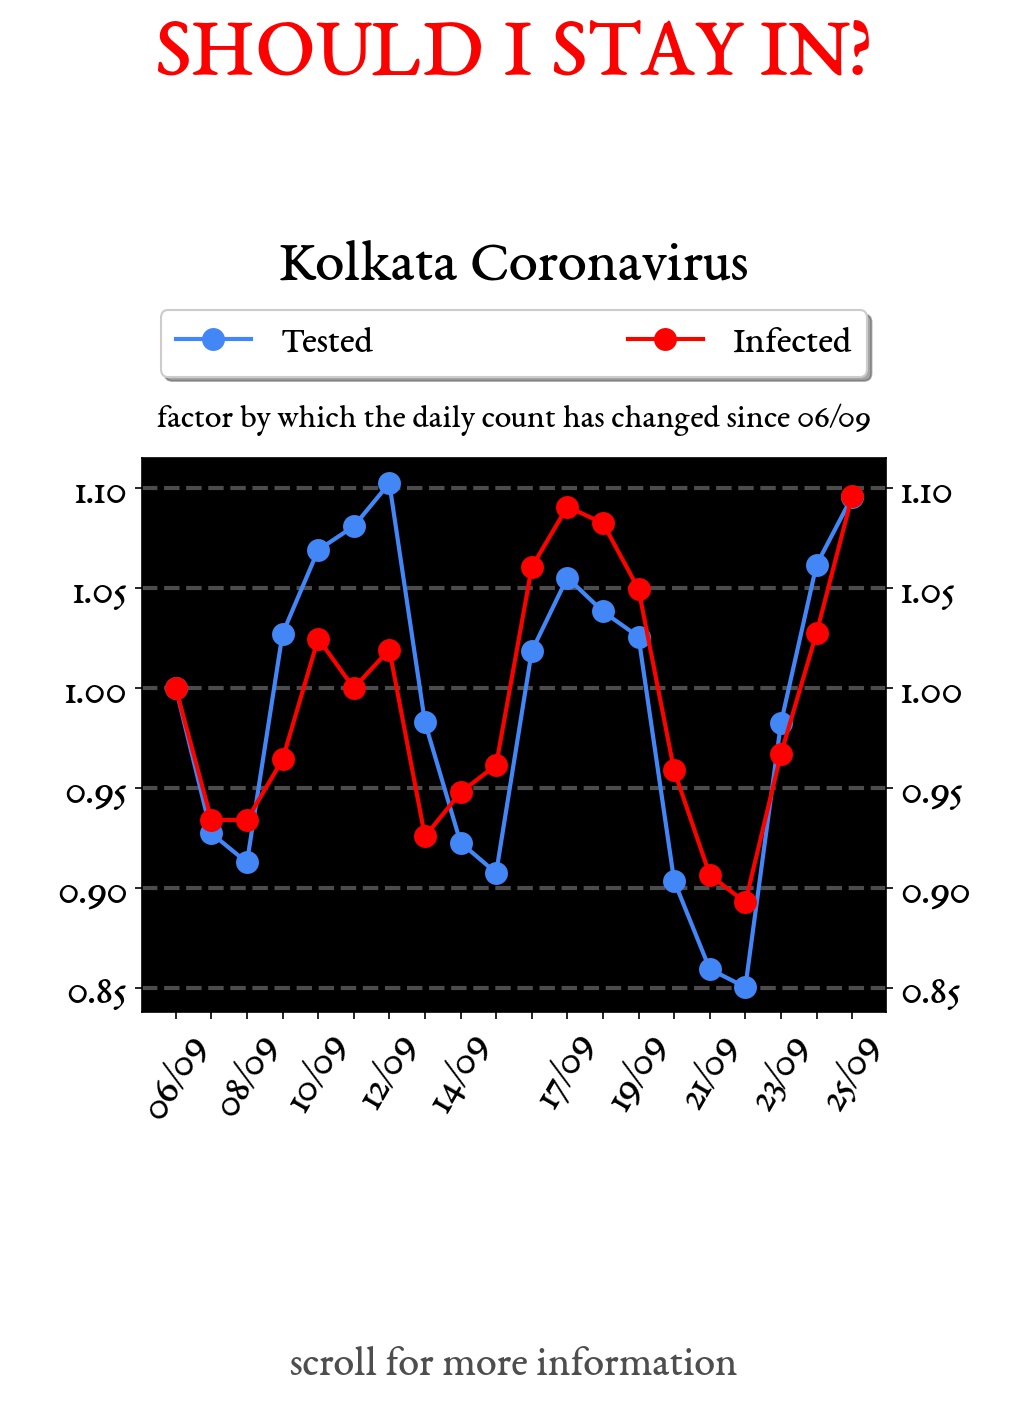 SHOULD I STAY IN?
Kolkata Coronavirus
Tested Infected
factor by which the daily count has changed since 06/09
1.10 1.10
1.05 1.05
1.00 1.00
0.95 0.95
0.90 0.90
0.85 0.85
06/09 08/09 10/09 12/09 14/09 17/09 19/09 21/09 23/09 25/09
scroll for more information